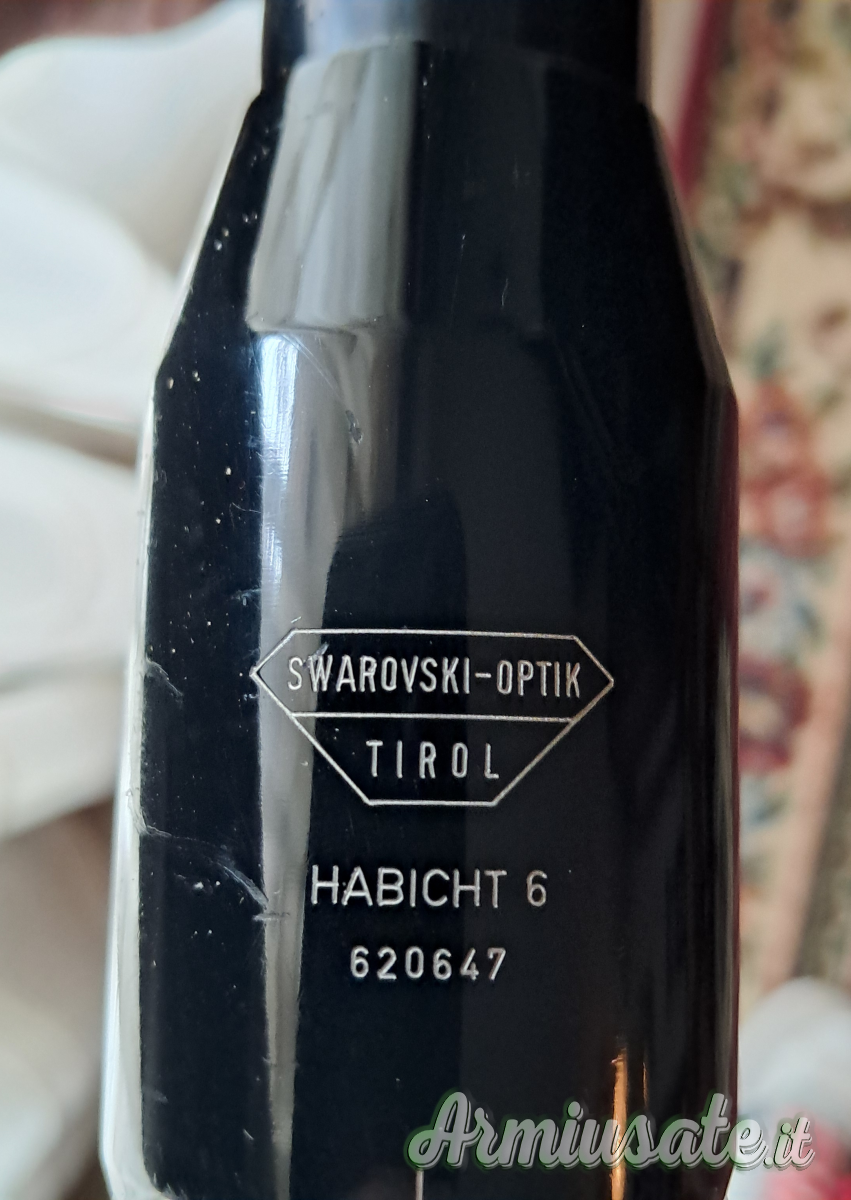 SWAROVSKI-OPTIK
TIROL
HABICHT 6
620647
Armiusate.it